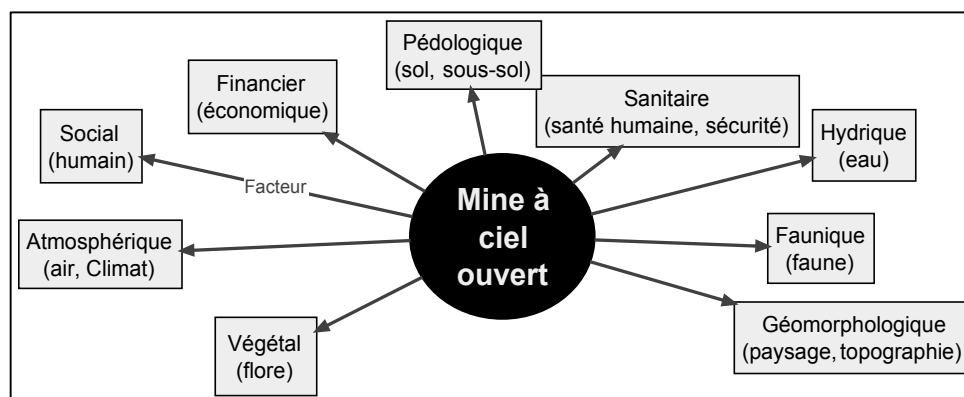 Pédologique
(sol, sous-sol)
Financier
(économique)
Sanitaire
(santé humaine, sécurité)
Social
(humain)
Hydrique
(eau)
Facteur
Mine à
ciel
ouvert
Atmosphérique
(air, Climat)
Faunique
(faune)
Végétal
(flore)
Géomorphologique
(paysage, topographie)